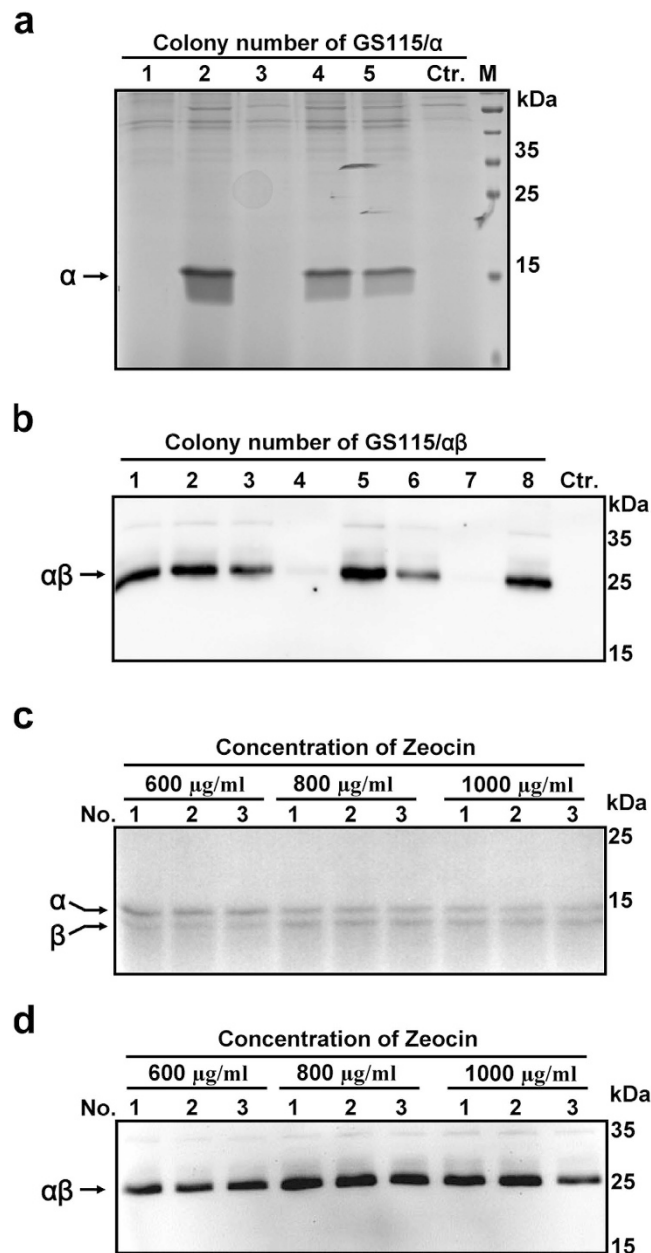 a
Colony number of GS115/α
1 2 3 4 5 Ctr. M
kDa
35
25
15
α
b
Colony number of GS115/αβ
1 2 3 4 5 6 7 8 Ctr.
kDa
35
αβ
25
15
c
Concentration of Zeocin
600 μg/ml 800 μg/ml 1000 μg/ml
kDa
No. 1 2 3 1 2 3 1 2 3
25
α
15
β
d
Concentration of Zeocin
600 μg/ml 800 μg/ml 1000 μg/ml
kDa
No. 1 2 3 1 2 3 1 2 3
35
αβ
25
15